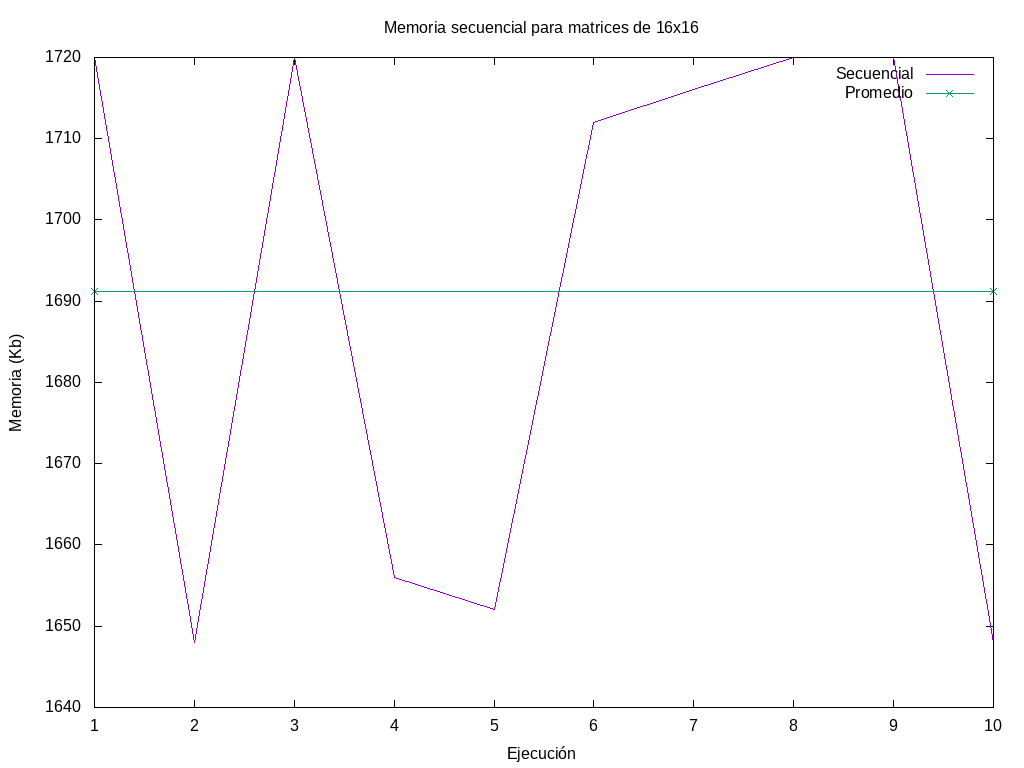 Memoria secuencial para matrices de 16x16
1720
1710
1700
1690
1680
1670
1660
1650
1640
Memoria (Kb)
Secuencial
Promedio
1 2 3 4 5 6 7 8 9 10
Ejecución